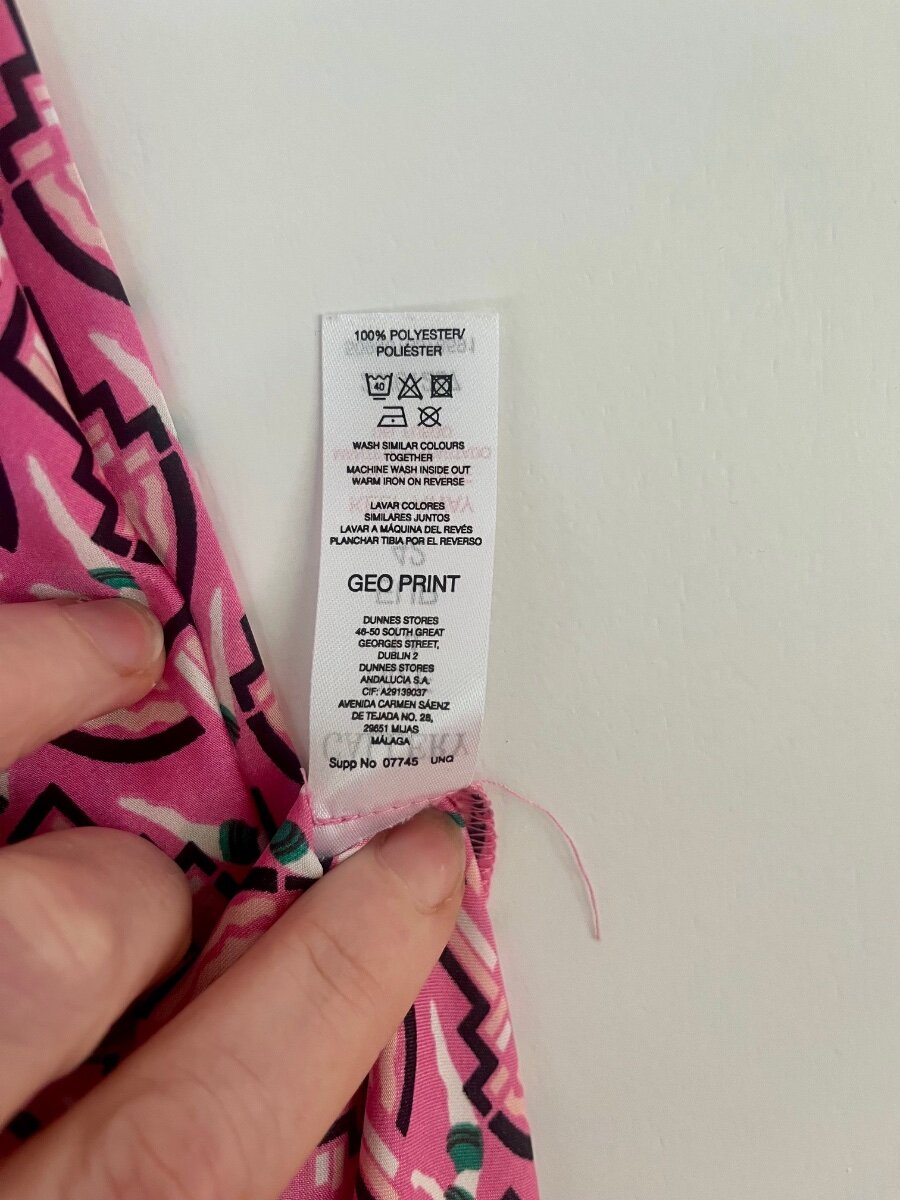 100% POLYESTER/
POLIÉSTER
40
WASH SIMILAR COLOURS
TOGETHER
MACHINE WASH INSIDE OUT
WARM IRON ON REVERSE
LAVAR COLORES
SIMILARES JUNTOS
LAVAR A MÁQUINA DEL REVÉS
PLANCHAR TIBIA POR EL REVERSO
GEO PRINT
DUNNES STORES
46-50 SOUTH GREAT
GEORGES STREET,
DUBLIN 2
DUNNES STORES
ANDALUCIA S.A.
CIF: A29139037
AVENIDA CARMEN SÁENZ
DE TEJADA NO. 28,
29651 MIJAS
MÁLAGA
Supp No 07745 UNQ